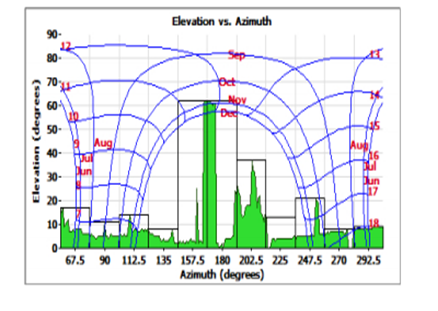 Elevation vs. Azimuth
90
12
Sep
13
80
11
Oct
14
70
Nov
60
10
Dec
15
50
9
Aug
Aug
40
Jul
16
Jul
30
Jun
Jun
8
17
20
7
18
10
0
Elevation (degrees)
67.5 90 112.5 135 157.5 180 202.5 225 247.5 270 292.5
Azimuth (degrees)